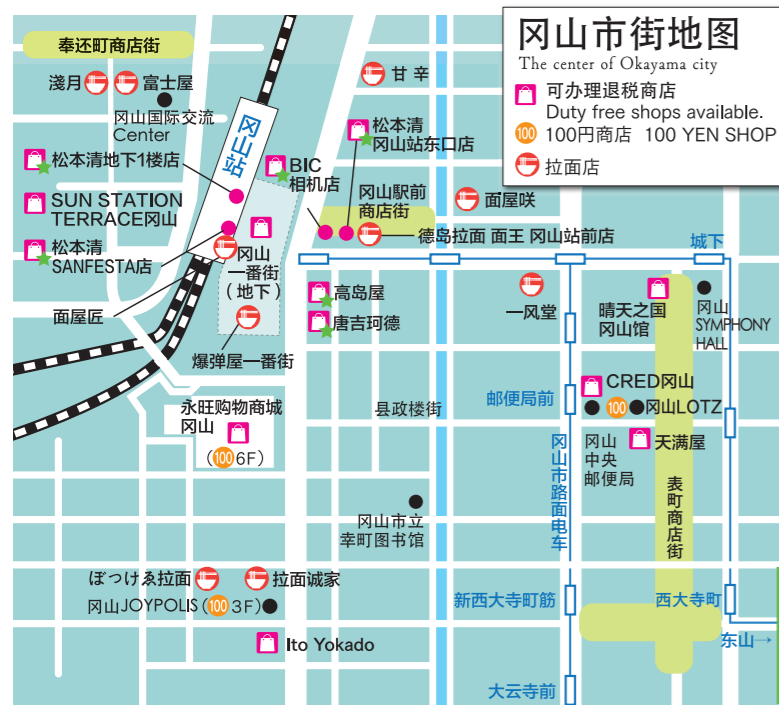 冈山市街地图
The center of Okayama city
可办理退税商店
Duty free shops available.
100 100円商店 100 YEN SHOP
拉面店
奉还町商店街
淺月
富士屋
冈山国际交流
Center
甘辛
松本清
冈山站东口店
冈山站
松本清地下1楼店
BIC
相机店
冈山駅前
商店街
面屋咲
SUN STATION
TERRACE冈山
德岛拉面 面王 冈山站前店
城下
松本清
SANFESTA店
冈山
一番街
(地下)
高岛屋
一风堂
晴天之国
冈山馆
冈山
SYMPHONY
HALL
面屋匠
唐吉珂德
爆弹屋一番街
CRED冈山
永旺购物商城
冈山
(100 6F)
县政楼街
邮便局前
100
冈山LOTZ
冈山市路面电车
冈山
中央
邮便局
天满屋
表町商店街
冈山市立
幸町图书馆
ぼっけゑ拉面
拉面诚家
冈山JOYPOLIS(100 3F)
新西大寺町筋
西大寺町
Ito Yokado
东山→
大云寺前